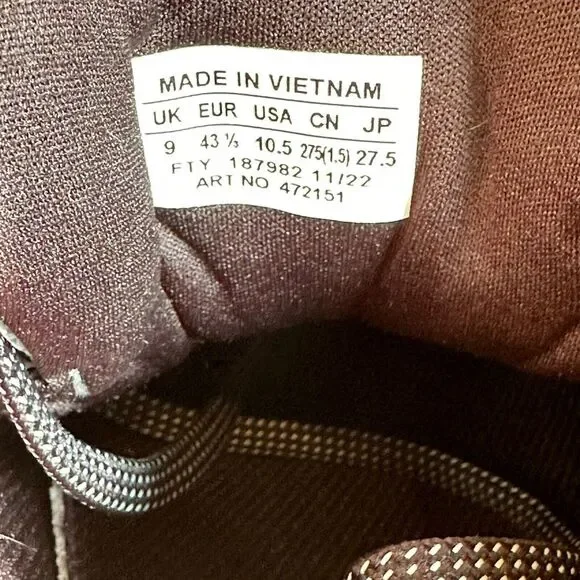 MADE IN VIETNAM
UK EUR USA CN JP
9 43 ⅓ 10.5 275(1.5) 27.5
FTY 187982 11/22
ART NO 472151